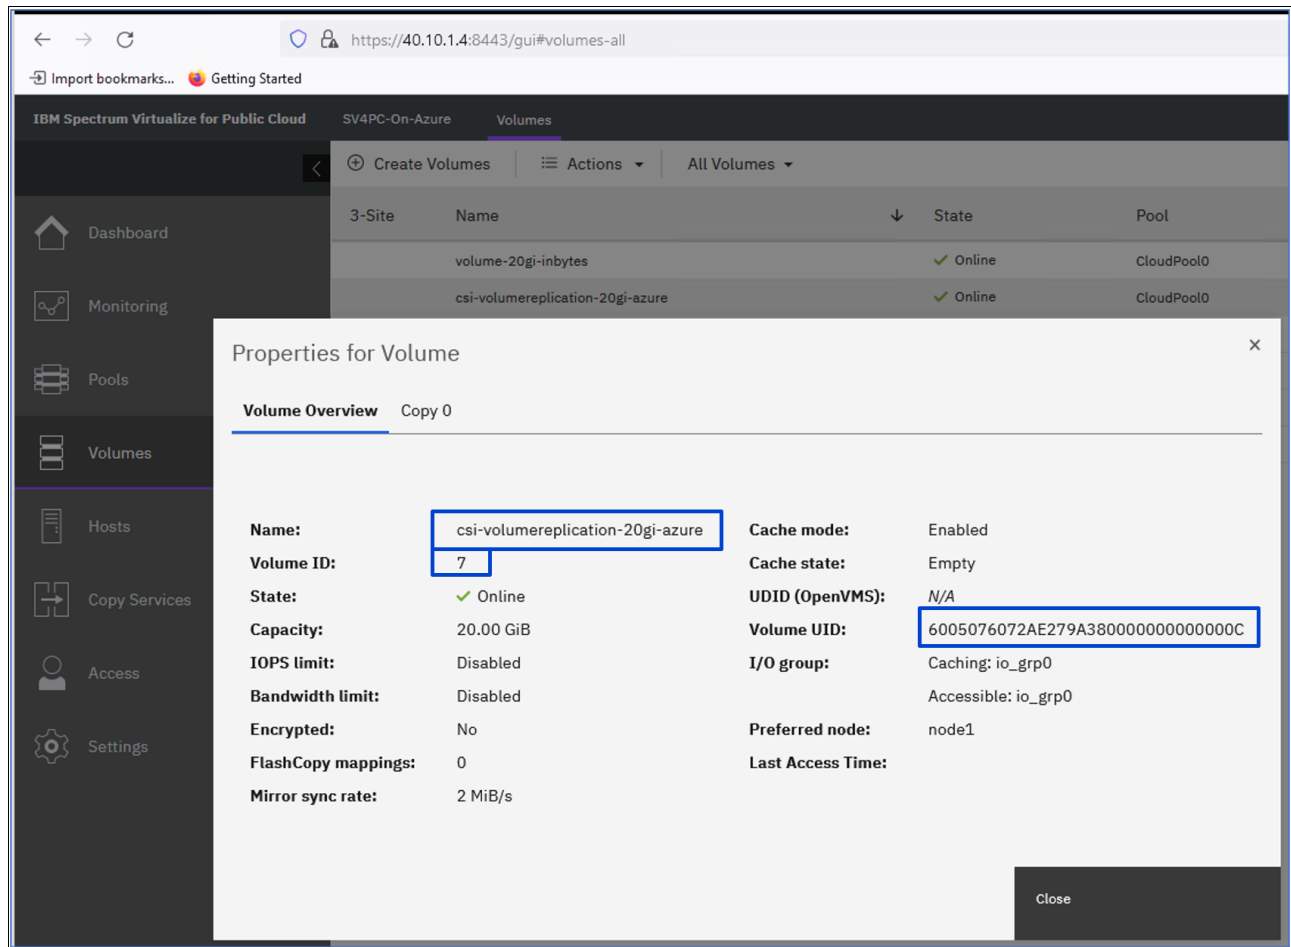 https://40.10.1.4:8443/gui#volumes-all
Import bookmarks... Getting Started
IBM Spectrum Virtualize for Public Cloud SV4PC-On-Azure Volumes
Create Volumes Actions All Volumes
3-Site Name State Pool
volume-20gi-inbytes Online CloudPool0
csi-volumereplication-20gi-azure Online CloudPool0
Dashboard
Monitoring
Pools
Volumes
Hosts
Copy Services
Access
Settings
Properties for Volume
Volume Overview Copy 0
Name: csi-volumereplication-20gi-azure Cache mode: Enabled
Volume ID: 7 Cache state: Empty
State: Online UDID (OpenVMS): N/A
Capacity: 20.00 GiB Volume UID: 6005076072AE279A380000000000000C
IOPS limit: Disabled I/O group: Caching: io_grp0
Bandwidth limit: Disabled Accessible: io_grp0
Encrypted: No Preferred node: node1
FlashCopy mappings: 0 Last Access Time:
Mirror sync rate: 2 MiB/s
Close